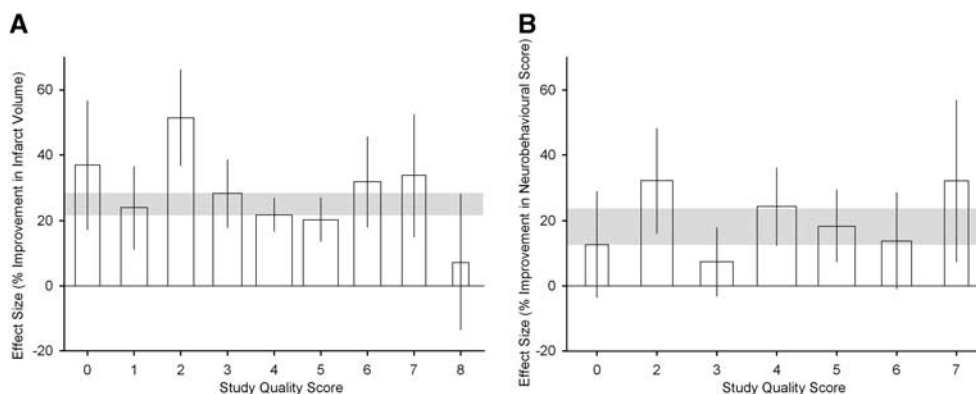 A
Effect Size (% Improvement in Infarct Volume)
60
40
20
0
-20
0 1 2 3 4 5 6 7 8
Study Quality Score
B
Effect Size (% Improvement in Neurobehavioural Score)
60
40
20
0
-20
0 2 3 4 5 6 7
Study Quality Score